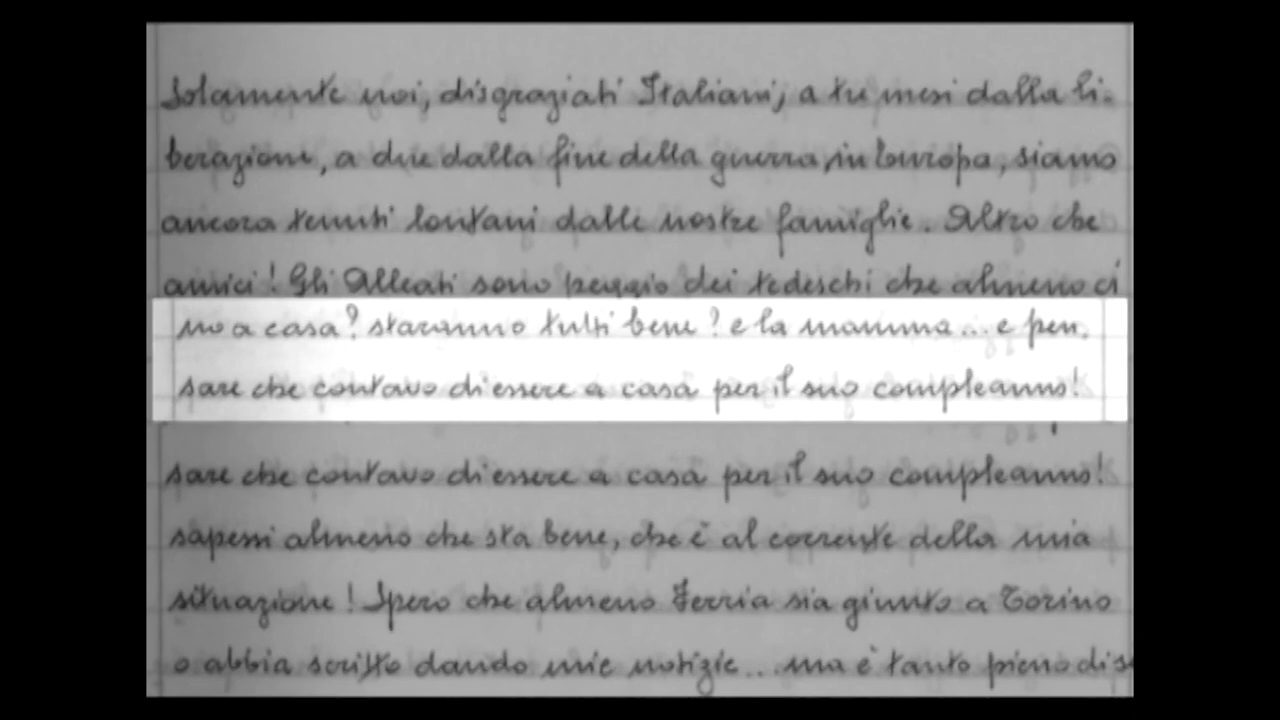 Solamente noi, disgraziati Italiani, a tre mesi dalla li-
berazione, a due dalla fine della guerra, in Europa, siamo
ancora tenuti lontani dalle nostre famiglie. Altro che
amici! Gli Alleati sono peggio dei tedeschi che almeno ci
no a casa? staranno tutti bene? e la mamma... e pen-
sare che contavo di essere a casa per il suo compleanno!
sare che contavo di essere a casa per il suo compleanno!
sapessi almeno che sta bene, che è al corrente della mia
situazione! Spero che almeno Ferria sia giunto a Torino
o abbia scritto dando mie notizie... ma è tanto pieno di